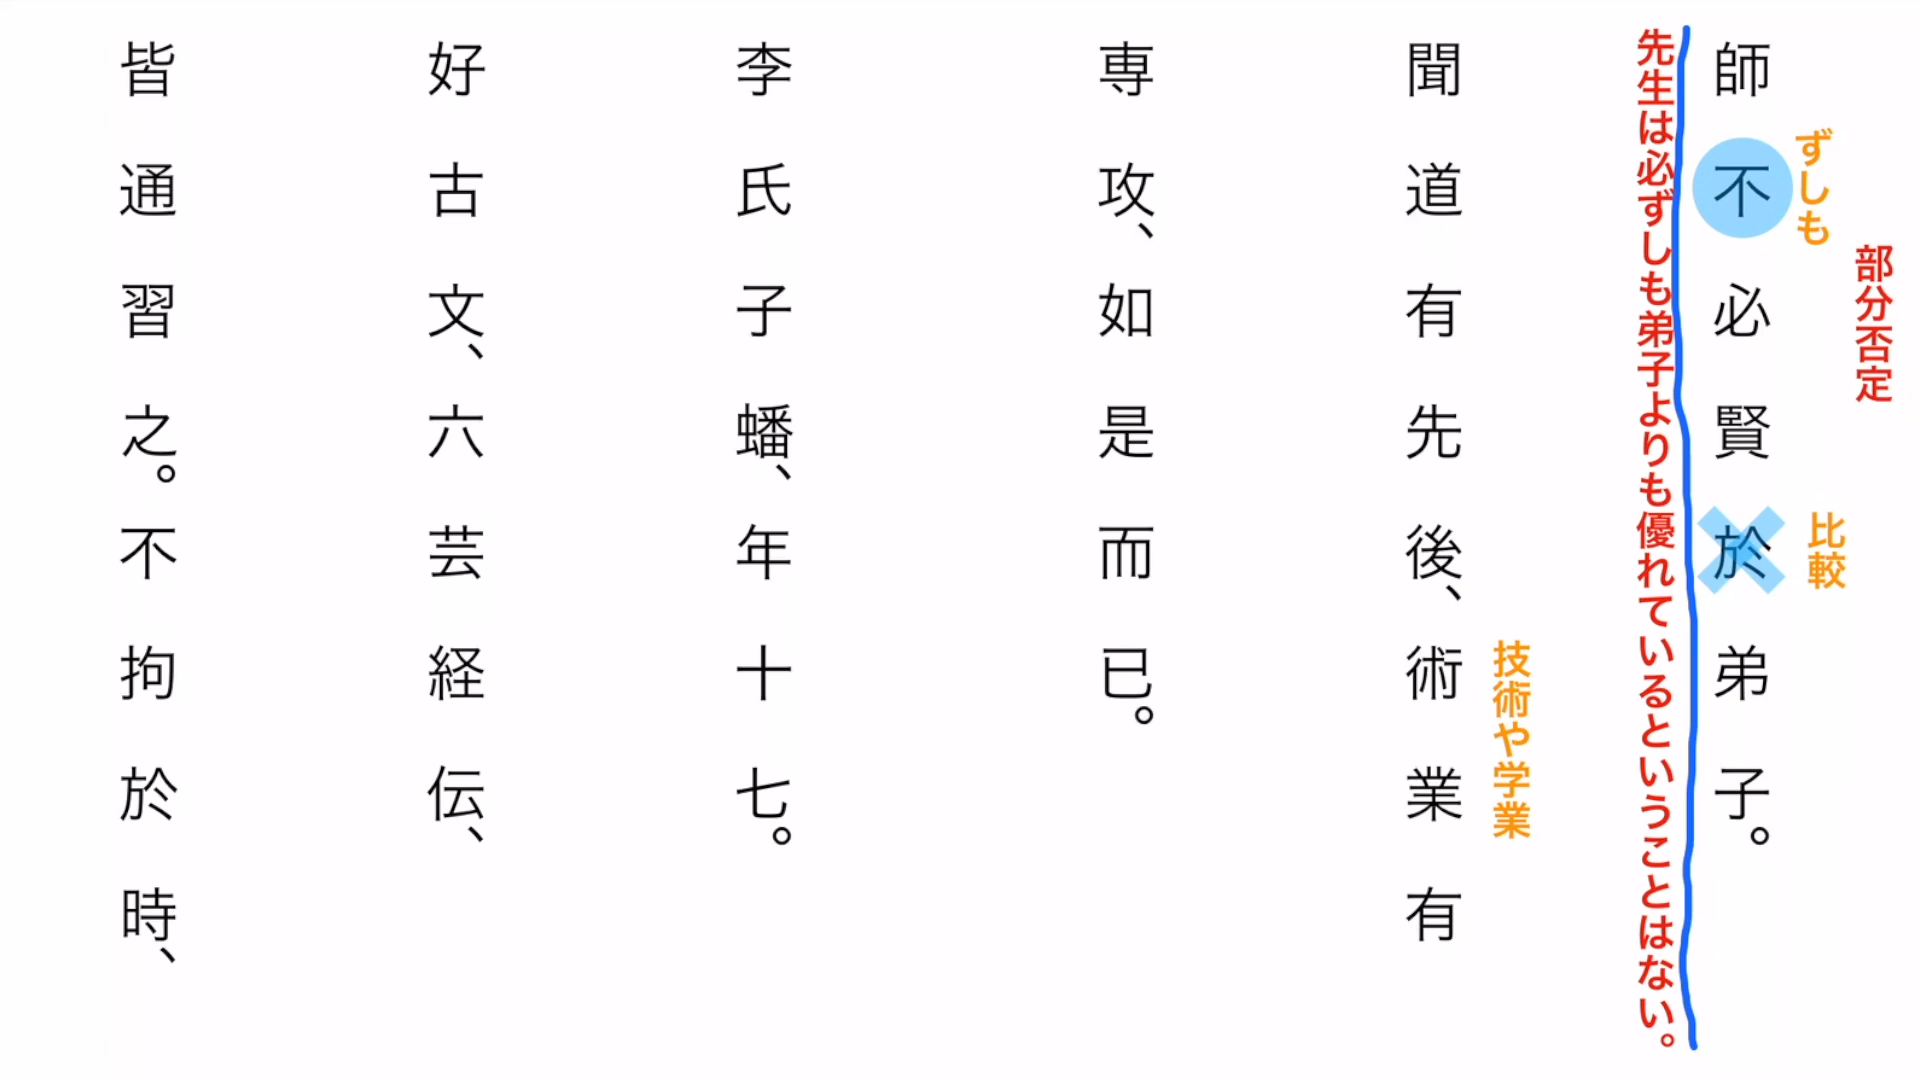 部分否定
ずしも
比較
師不必賢於弟子。
先生は必ずしも弟子よりも優れているということはない。
技術や学業
聞道有先後、術業有
専攻、如是而已。
李氏子蟠、年十七。
好古文、六芸経伝、
皆通習之。不拘於時、